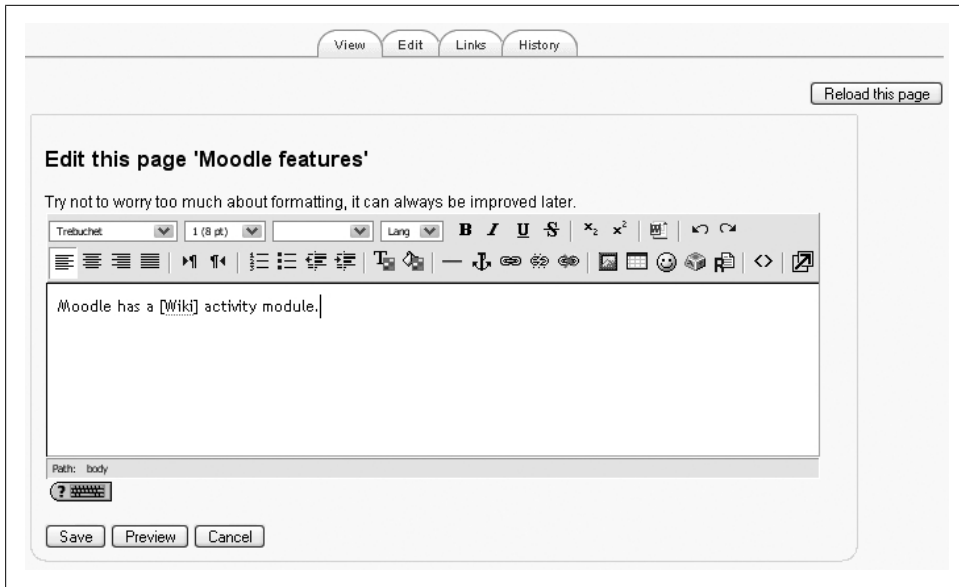 View Edit Links History
Reload this page
Edit this page 'Moodle features'
Try not to worry too much about formatting, it can always be improved later.
Trebuchet 1 (8 pt) Lang B I U S x₂ x²
Moodle has a [Wiki] activity module.
Path: body
?
Save Preview Cancel